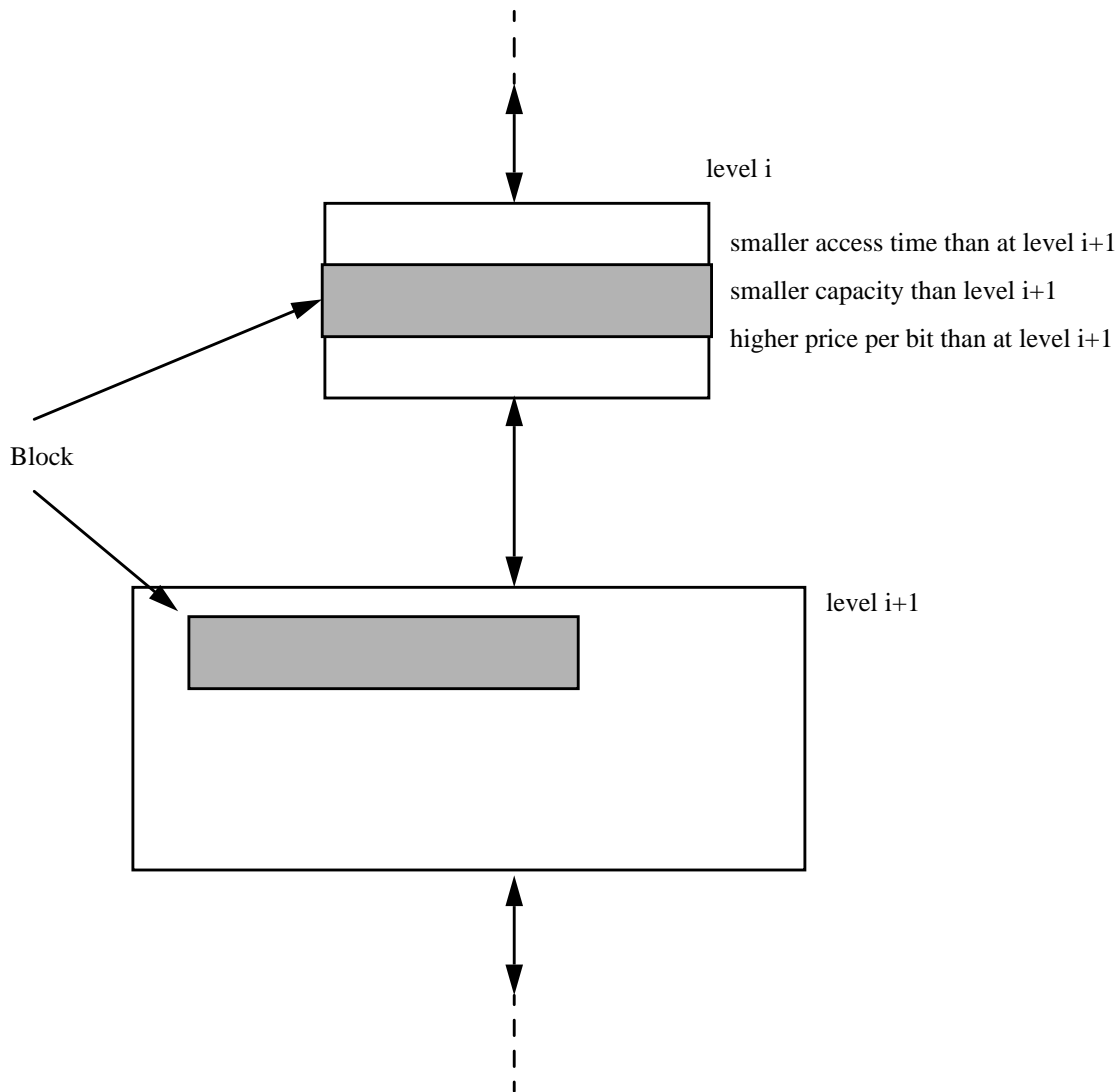 level i
smaller access time than at level i+1
smaller capacity than level i+1
higher price per bit than at level i+1
Block
level i+1